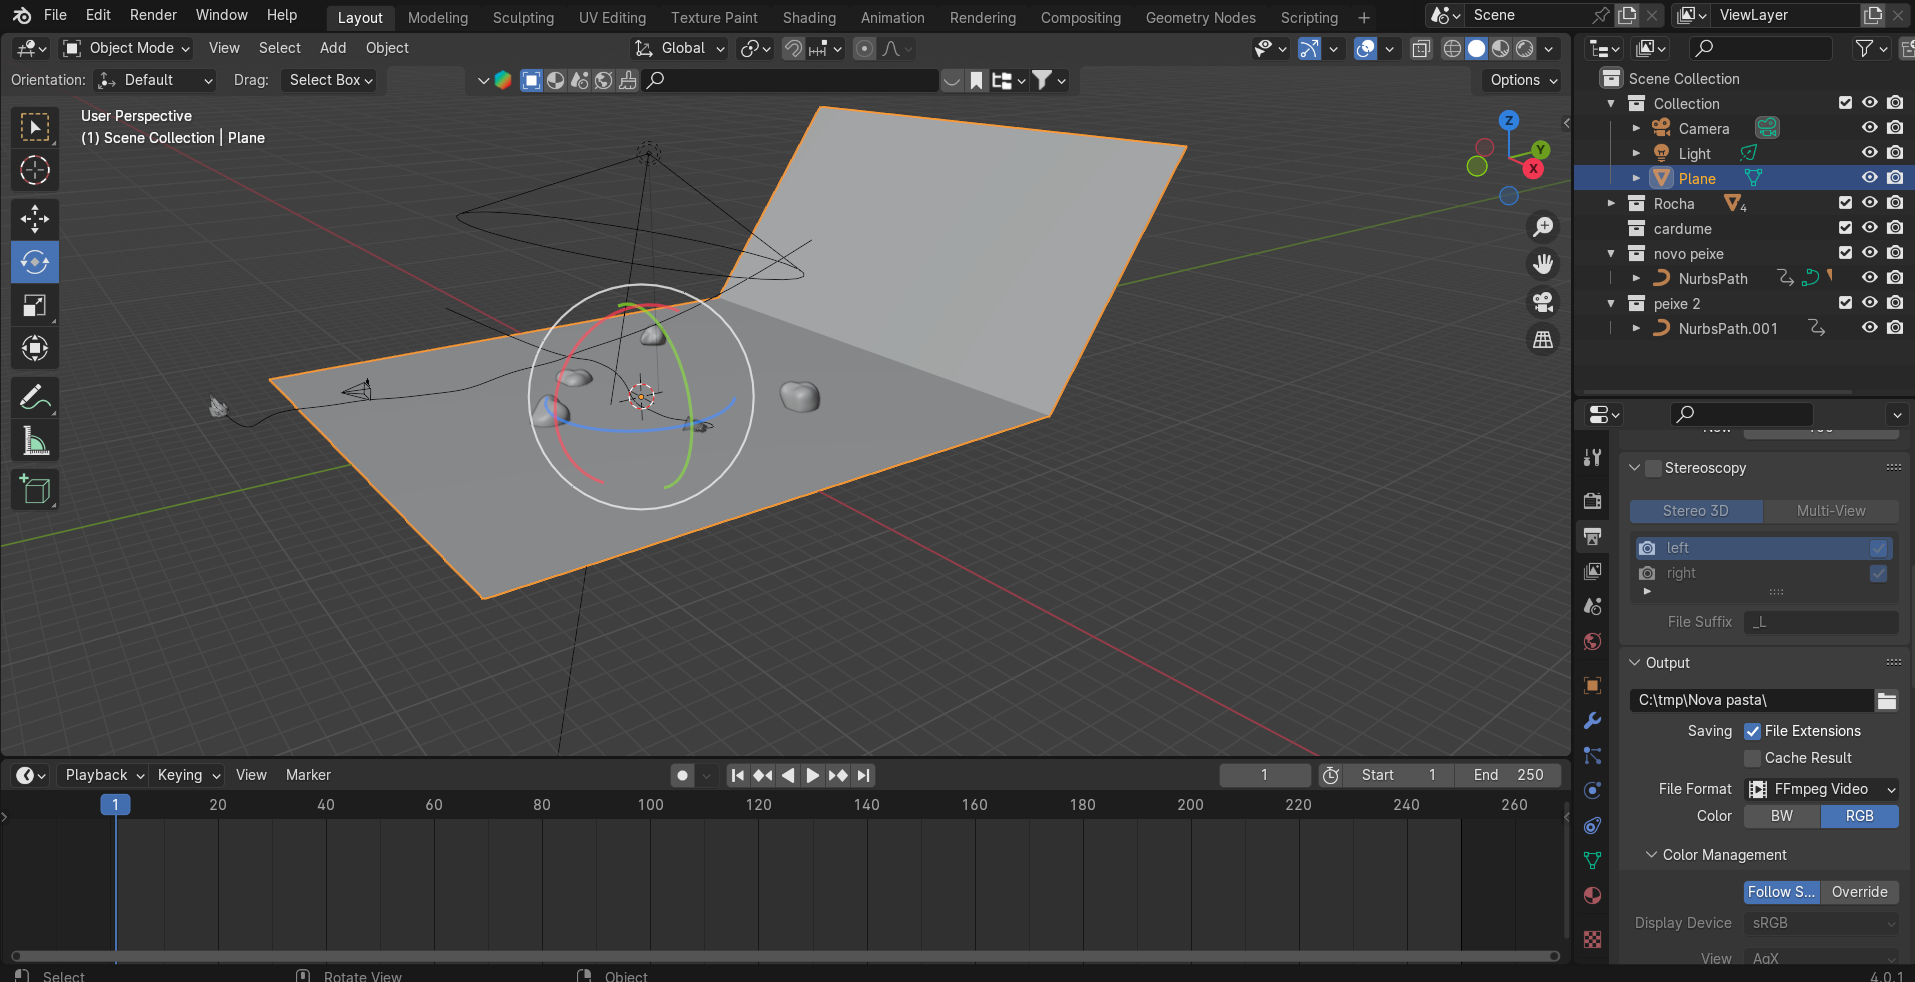 File Edit Render Window Help Layout Modeling Sculpting UV Editing Texture Paint Shading Animation Rendering Compositing Geometry Nodes Scripting + Scene ViewLayer
Object Mode View Select Add Object Global
Orientation: Default Drag: Select Box Options
User Perspective
(1) Scene Collection | Plane
Z
Y
X
Scene Collection
Collection
Camera
Light
Plane
Rocha 4
cardume
novo peixe
NurbsPath
peixe 2
NurbsPath.001
Stereoscopy
Stereo 3D Multi-View
left
right
File Suffix _L
Output
C:\tmp\Nova pasta\
Saving File Extensions
Cache Result
File Format FFmpeg Video
Color BW RGB
Color Management
Follow S... Override
Display Device sRGB
View AgX
Playback Keying View Marker 1 Start 1 End 250
1 20 40 60 80 100 120 140 160 180 200 220 240 260
Select Rotate View Object 4.0.1